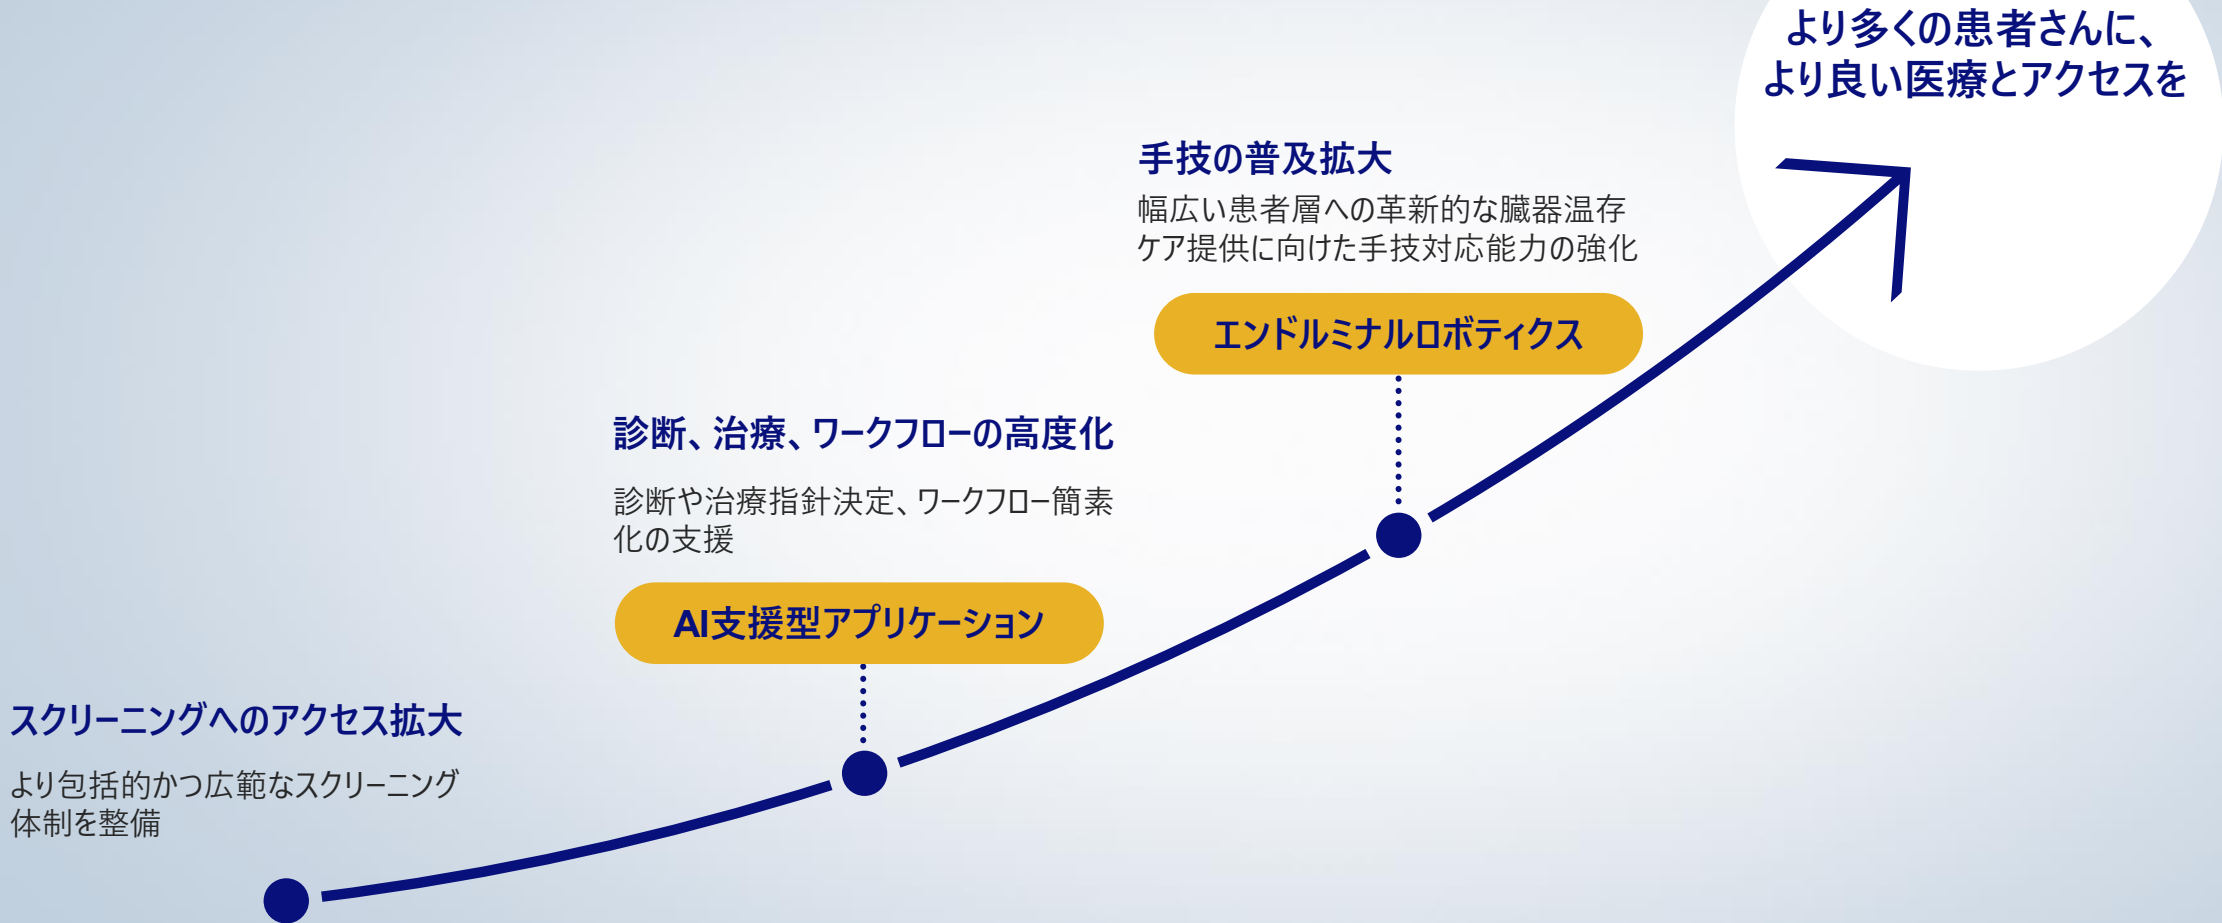 より多くの患者さんに、
より良い医療とアクセスを
手技の普及拡大
幅広い患者層への革新的な臓器温存
ケア提供に向けた手技対応能力の強化
エンドルミナルロボティクス
診断、治療、ワークフローの高度化
診断や治療指針決定、ワークフロー簡素
化の支援
AI支援型アプリケーション
スクリーニングへのアクセス拡大
より包括的かつ広範なスクリーニング
体制を整備